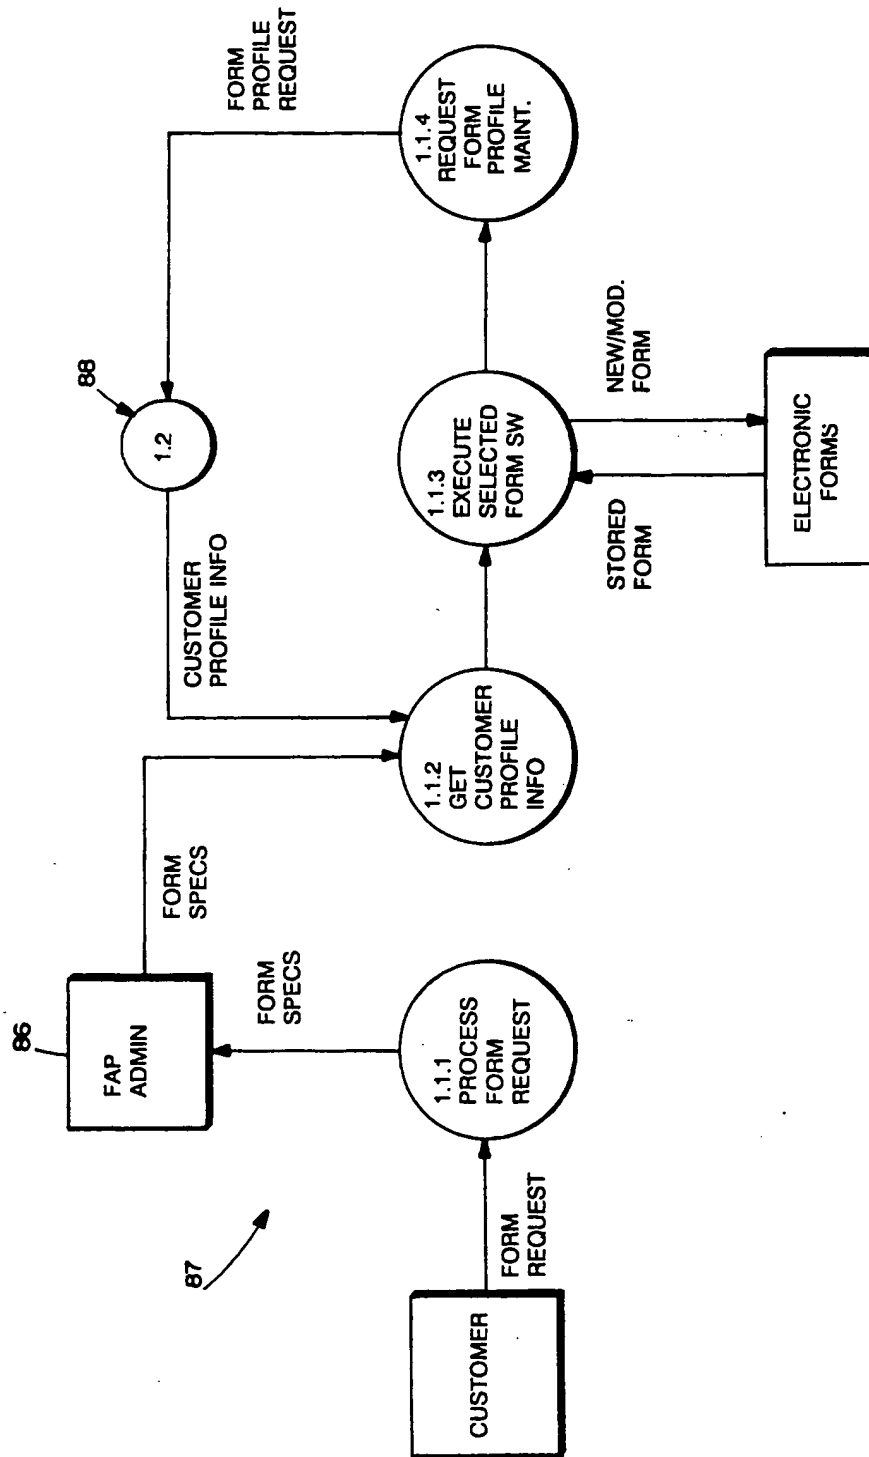 87
CUSTOMER
FORM
REQUEST
1.1.1
PROCESS
FORM
REQUEST
FORM
SPECS
86
FAP
ADMIN
FORM
SPECS
1.1.2
GET
CUSTOMER
PROFILE
INFO
CUSTOMER
PROFILE INFO
88
1.2
1.1.3
EXECUTE
SELECTED
FORM SW
STORED
FORM
NEW/MOD.
FORM
ELECTRONIC
FORMS
1.1.4
REQUEST
FORM
PROFILE
MAINT.
FORM
PROFILE
REQUEST